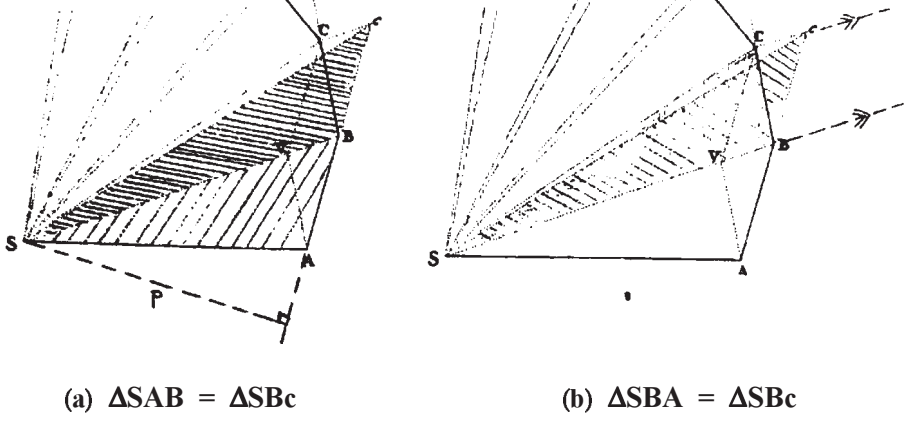 C c
B
V
S
A
P
C c
B
V
S
A
(a) ΔSAB = ΔSBc (b) ΔSBA = ΔSBc